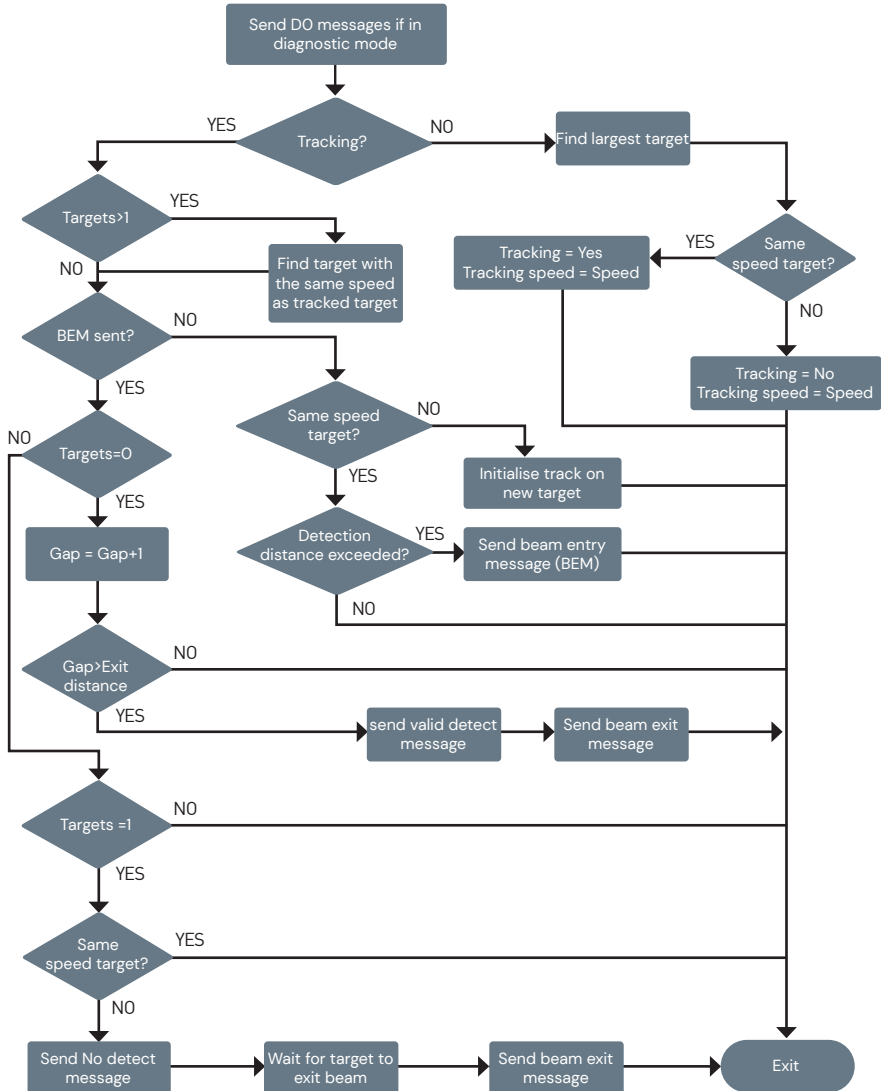 Send DO messages if in
diagnostic mode
YES
Tracking?
NO
Find largest target
Targets>1
YES
NO
Find target with
the same speed
as tracked target
Tracking = Yes
Tracking speed = Speed
YES
Same
speed target?
NO
Tracking = No
Tracking speed = Speed
BEM sent?
NO
YES
Same speed
target?
NO
YES
Initialise track on
new target
NO
Targets=0
YES
Gap = Gap+1
Detection
distance exceeded?
YES
NO
Send beam entry
message (BEM)
Gap>Exit
distance
NO
YES
send valid detect
message
Send beam exit
message
Targets =1
NO
YES
Same
speed target?
YES
NO
Send No detect
message
Wait for target to
exit beam
Send beam exit
message
Exit